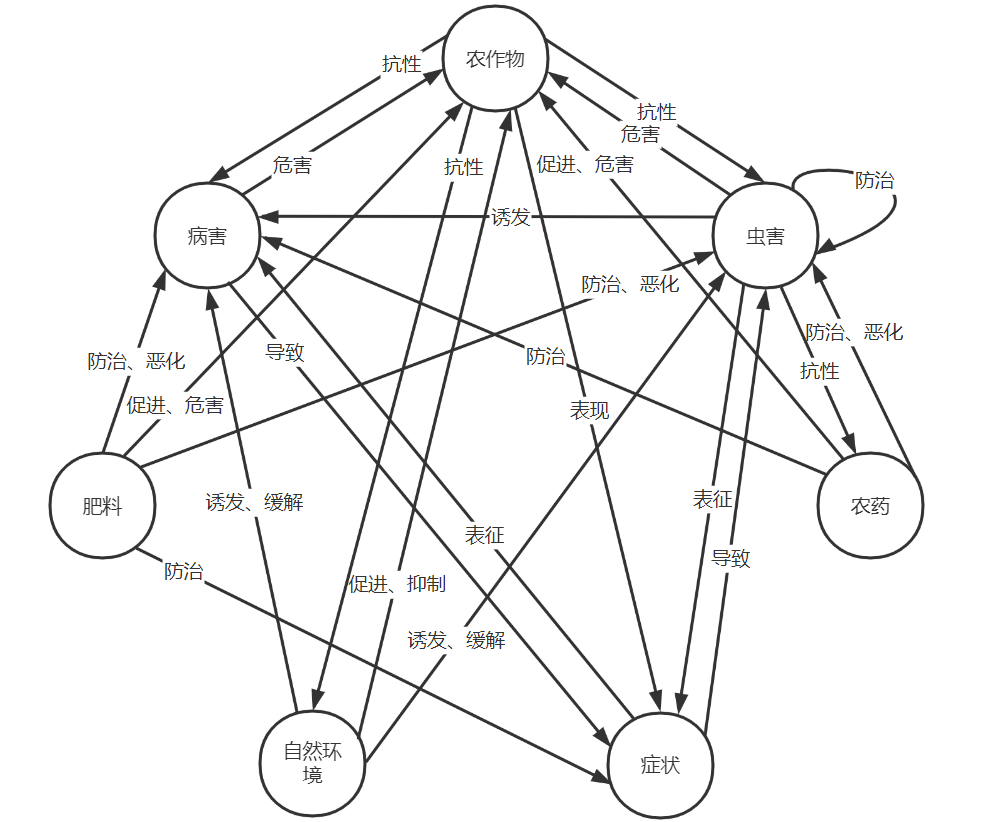 农作物
抗性
抗性
危害
危害
抗性
促进、危害
防治
诱发
病害
虫害
防治、恶化
防治、恶化
导致
防治
防治、恶化
抗性
促进、危害
表现
肥料
诱发、缓解
表征
农药
表征
导致
防治
促进、抑制
诱发、缓解
自然环
境
症状